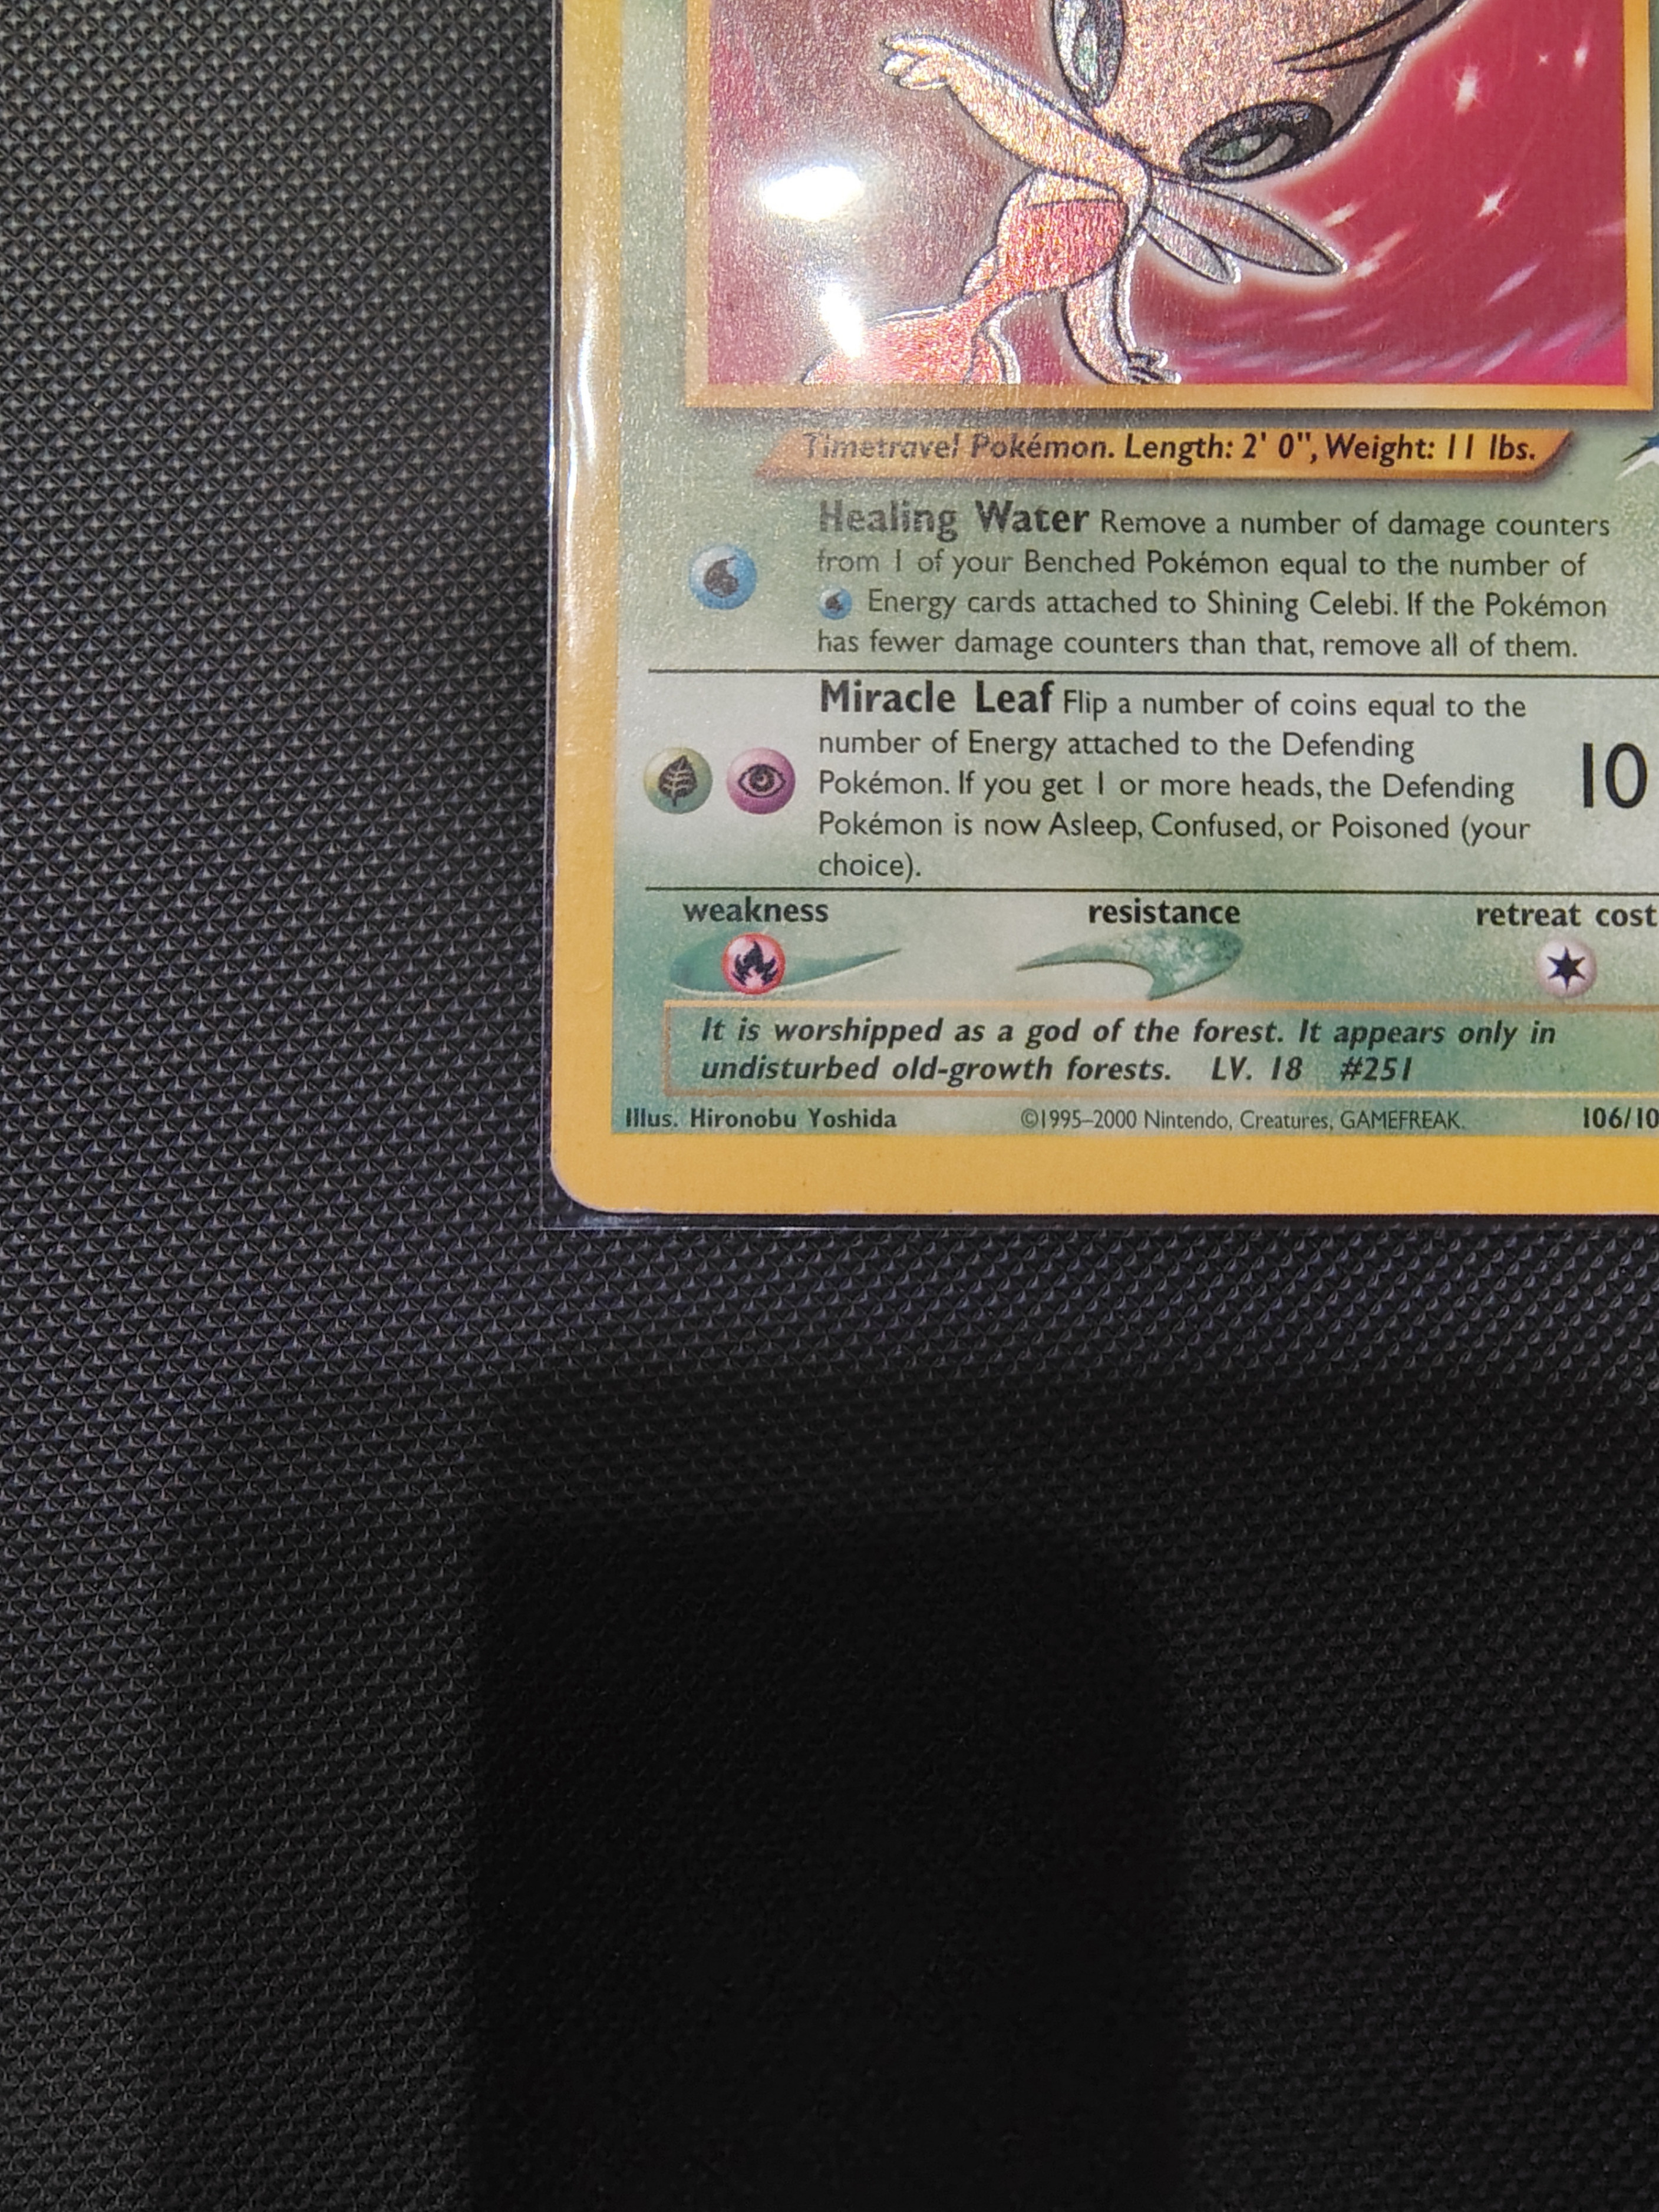 Timetravel Pokémon. Length: 2' 0", Weight: 11 lbs.
Healing Water Remove a number of damage counters
from 1 of your Benched Pokémon equal to the number of
Energy cards attached to Shining Celebi. If the Pokémon
has fewer damage counters than that, remove all of them.
Miracle Leaf Flip a number of coins equal to the
number of Energy attached to the Defending
Pokémon. If you get 1 or more heads, the Defending
Pokémon is now Asleep, Confused, or Poisoned (your
choice).
10
weakness resistance retreat cost
It is worshipped as a god of the forest. It appears only in
undisturbed old-growth forests. LV. 18 #251
Illus. Hironobu Yoshida ©1995–2000 Nintendo, Creatures, GAMEFREAK. 106/10